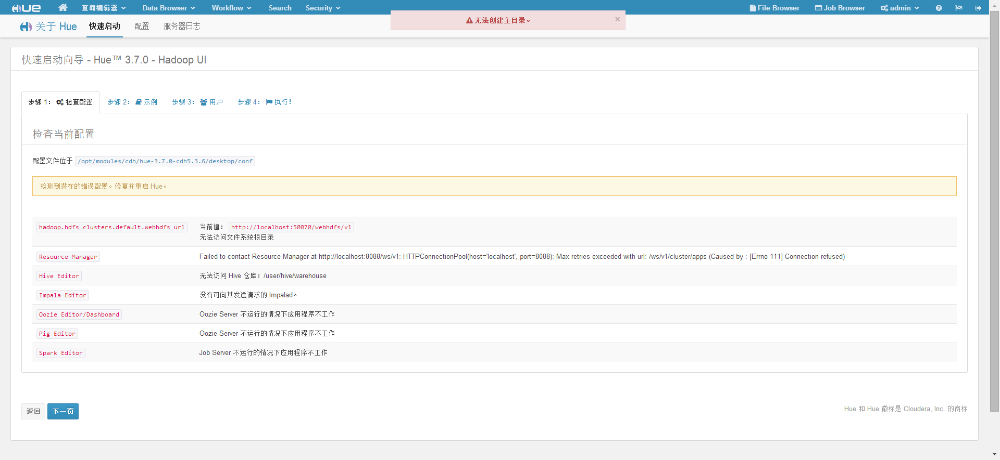 HUE 查询编辑器 Data Browser Workflow Search Security File Browser Job Browser admin
关于 Hue 快速启动 配置 服务器日志
无法创建主目录。 ×
快速启动向导 - Hue™ 3.7.0 - Hadoop UI
步骤 1： 检查配置 步骤 2： 示例 步骤 3： 用户 步骤 4： 执行！
检查当前配置
配置文件位于 /opt/modules/cdh/hue-3.7.0-cdh5.3.6/desktop/conf
检测到潜在的错误配置。修复并重启 Hue。
hadoop.hdfs_clusters.default.webhdfs_url 当前值： http://localhost:50070/webhdfs/v1
无法访问文件系统根目录
Resource Manager Failed to contact Resource Manager at http://localhost:8088/ws/v1: HTTPConnectionPool(host='localhost', port=8088): Max retries exceeded with url: /ws/v1/cluster/apps (Caused by : [Errno 111] Connection refused)
Hive Editor 无法访问 Hive 仓库：/user/hive/warehouse
Impala Editor 没有可向其发送请求的 Impalad。
Oozie Editor/Dashboard Oozie Server 不运行的情况下应用程序不工作
Pig Editor Oozie Server 不运行的情况下应用程序不工作
Spark Editor Job Server 不运行的情况下应用程序不工作
返回 下一页 Hue 和 Hue 徽标是 Cloudera, Inc. 的商标